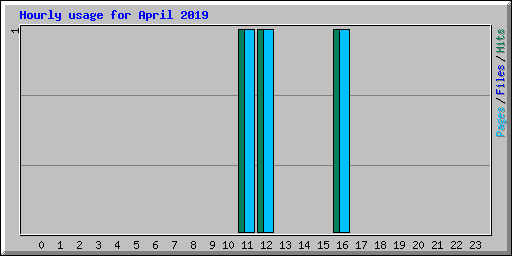 Hourly usage for April 2019
1
Pages/Files/Hits
0 1 2 3 4 5 6 7 8 9 10 11 12 13 14 15 16 17 18 19 20 21 22 23